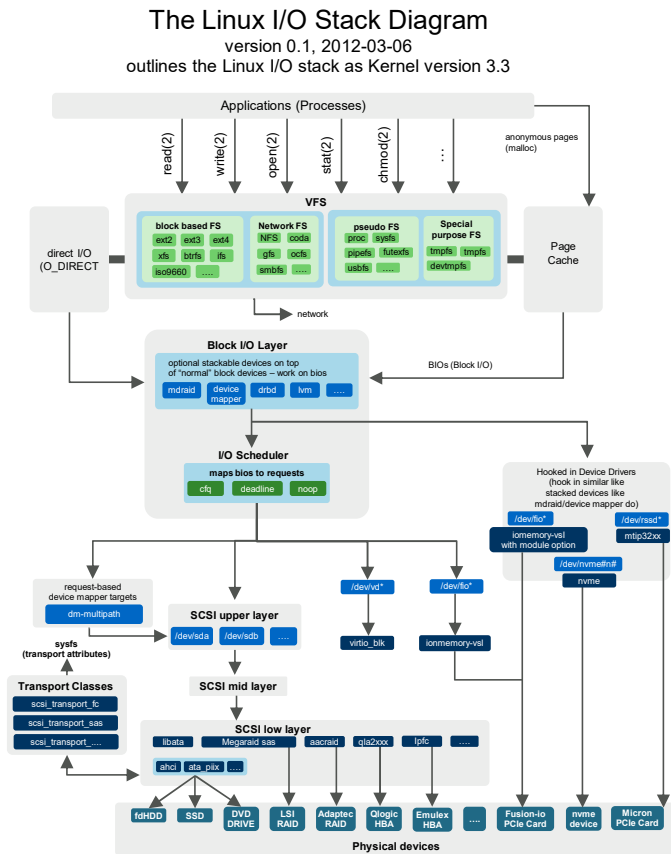 The Linux I/O Stack Diagram
version 0.1, 2012-03-06
outlines the Linux I/O stack as Kernel version 3.3
Applications (Processes)
anonymous pages
(malloc)
read(2)
write(2)
open(2)
stat(2)
chmod(2)
...
VFS
block based FS
ext2 ext3 ext4
xfs btrfs ifs
iso9660 ....
Network FS
NFS coda
gfs ocfs
smbfs ....
pseudo FS
proc sysfs
pipefs futexfs
usbfs ....
Special
purpose FS
tmpfs tmpfs
devtmpfs
direct I/O
(O_DIRECT
Page
Cache
network
Block I/O Layer
optional stackable devices on top
of "normal" block devices – work on bios
mdraid device mapper drbd lvm ....
BIOs (Block I/O)
I/O Scheduler
maps bios to requests
cfq deadline noop
Hooked in Device Drivers
(hook in similar like
stacked devices like
mdraid/device mapper do)
/dev/fio* /dev/rssd*
iomemory-vsl
with module option
mtip32xx
/dev/nvme#n#
nvme
request-based
device mapper targets
dm-multipath
SCSI upper layer
/dev/sda /dev/sdb ....
/dev/vd*
/dev/fio*
virtio_blk
ionmemory-vsl
sysfs
(transport attributes)
Transport Classes
scsi_transport_fc
scsi_transport_sas
scsi_transport_....
SCSI mid layer
SCSI low layer
libata Megaraid sas aacraid qla2xxx Ipfc ....
ahci ata_piix ....
fdHDD
SSD
DVD
DRIVE
LSI
RAID
Adaptec
RAID
Qlogic
HBA
Emulex
HBA
....
Fusion-io
PCIe Card
nvme
device
Micron
PCIe Card
Physical devices